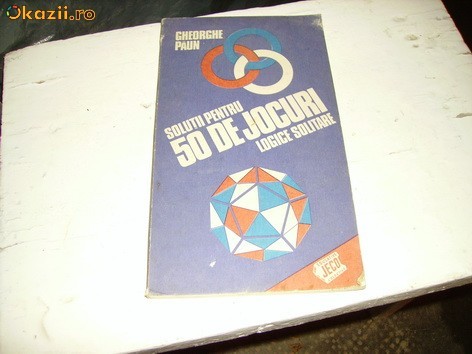 Okazii.ro
GHEORGHE
PAUN
SOLUTII PENTRU
50 DE JOCURI
LOGICE SOLITARE
JECO